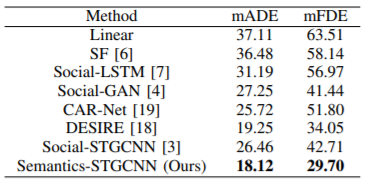 Method mADE mFDE
Linear 37.11 63.51
SF [6] 36.48 58.14
Social-LSTM [7] 31.19 56.97
Social-GAN [4] 27.25 41.44
CAR-Net [19] 25.72 51.80
DESIRE [18] 19.25 34.05
Social-STGCNN [3] 26.46 42.71
Semantics-STGCNN (Ours) 18.12 29.70